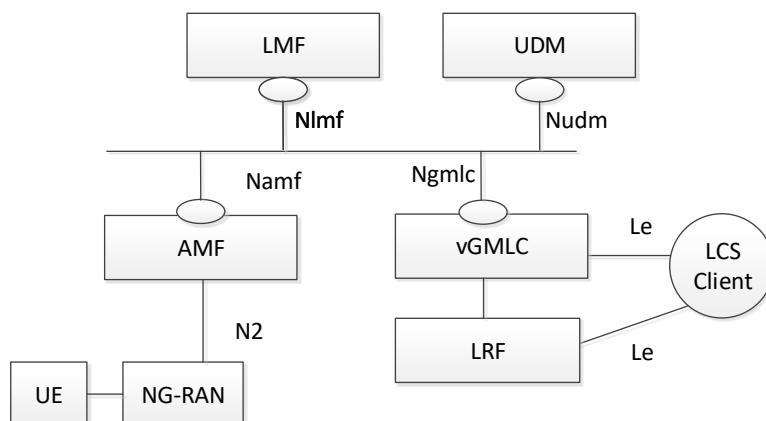 LMF
UDM
Nlmf
Nudm
Namf
Ngmlc
AMF
vGMLC
Le
LCS
Client
N2
LRF
Le
UE
NG-RAN